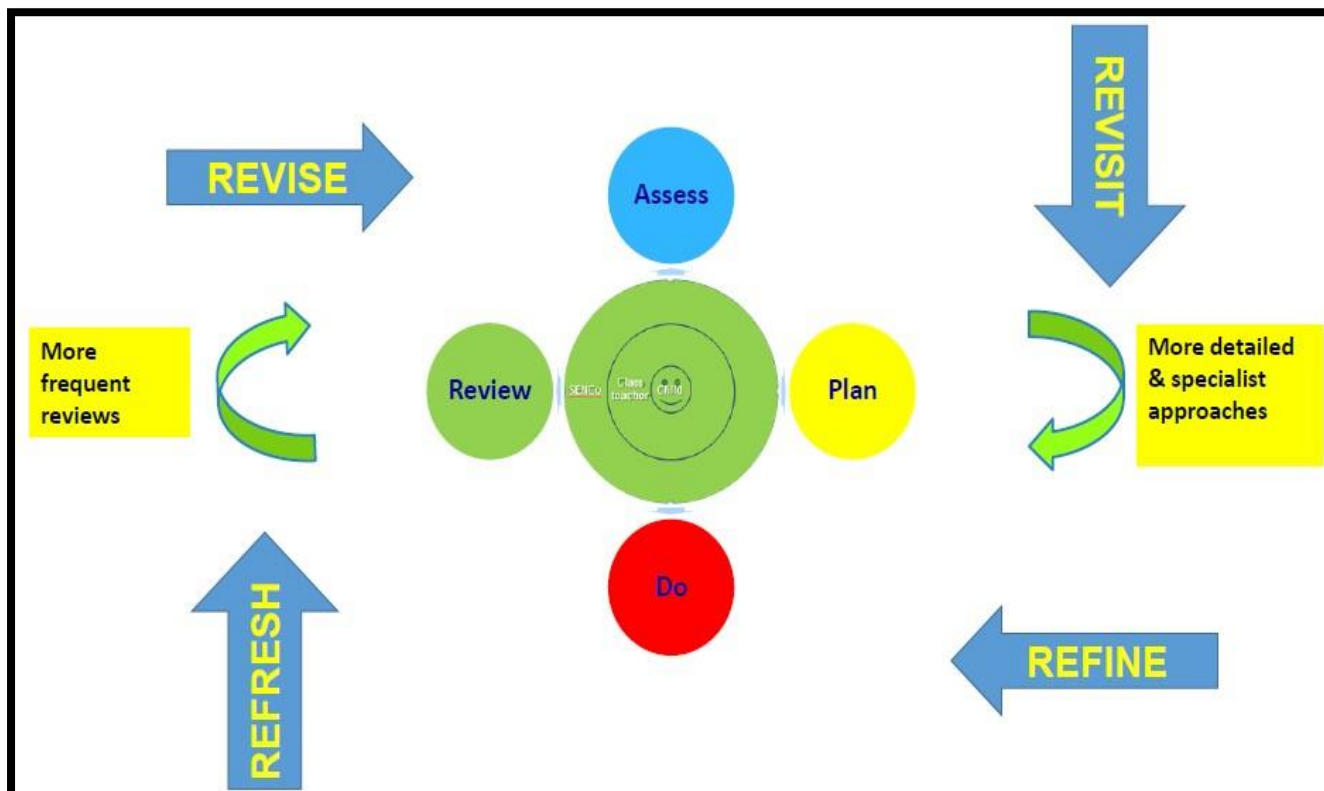 REVISE
REVISIT
Assess
More
frequent
reviews
Review
SENCo
Class
teacher
Child
Plan
More detailed
& specialist
approaches
Do
REFRESH
REFINE